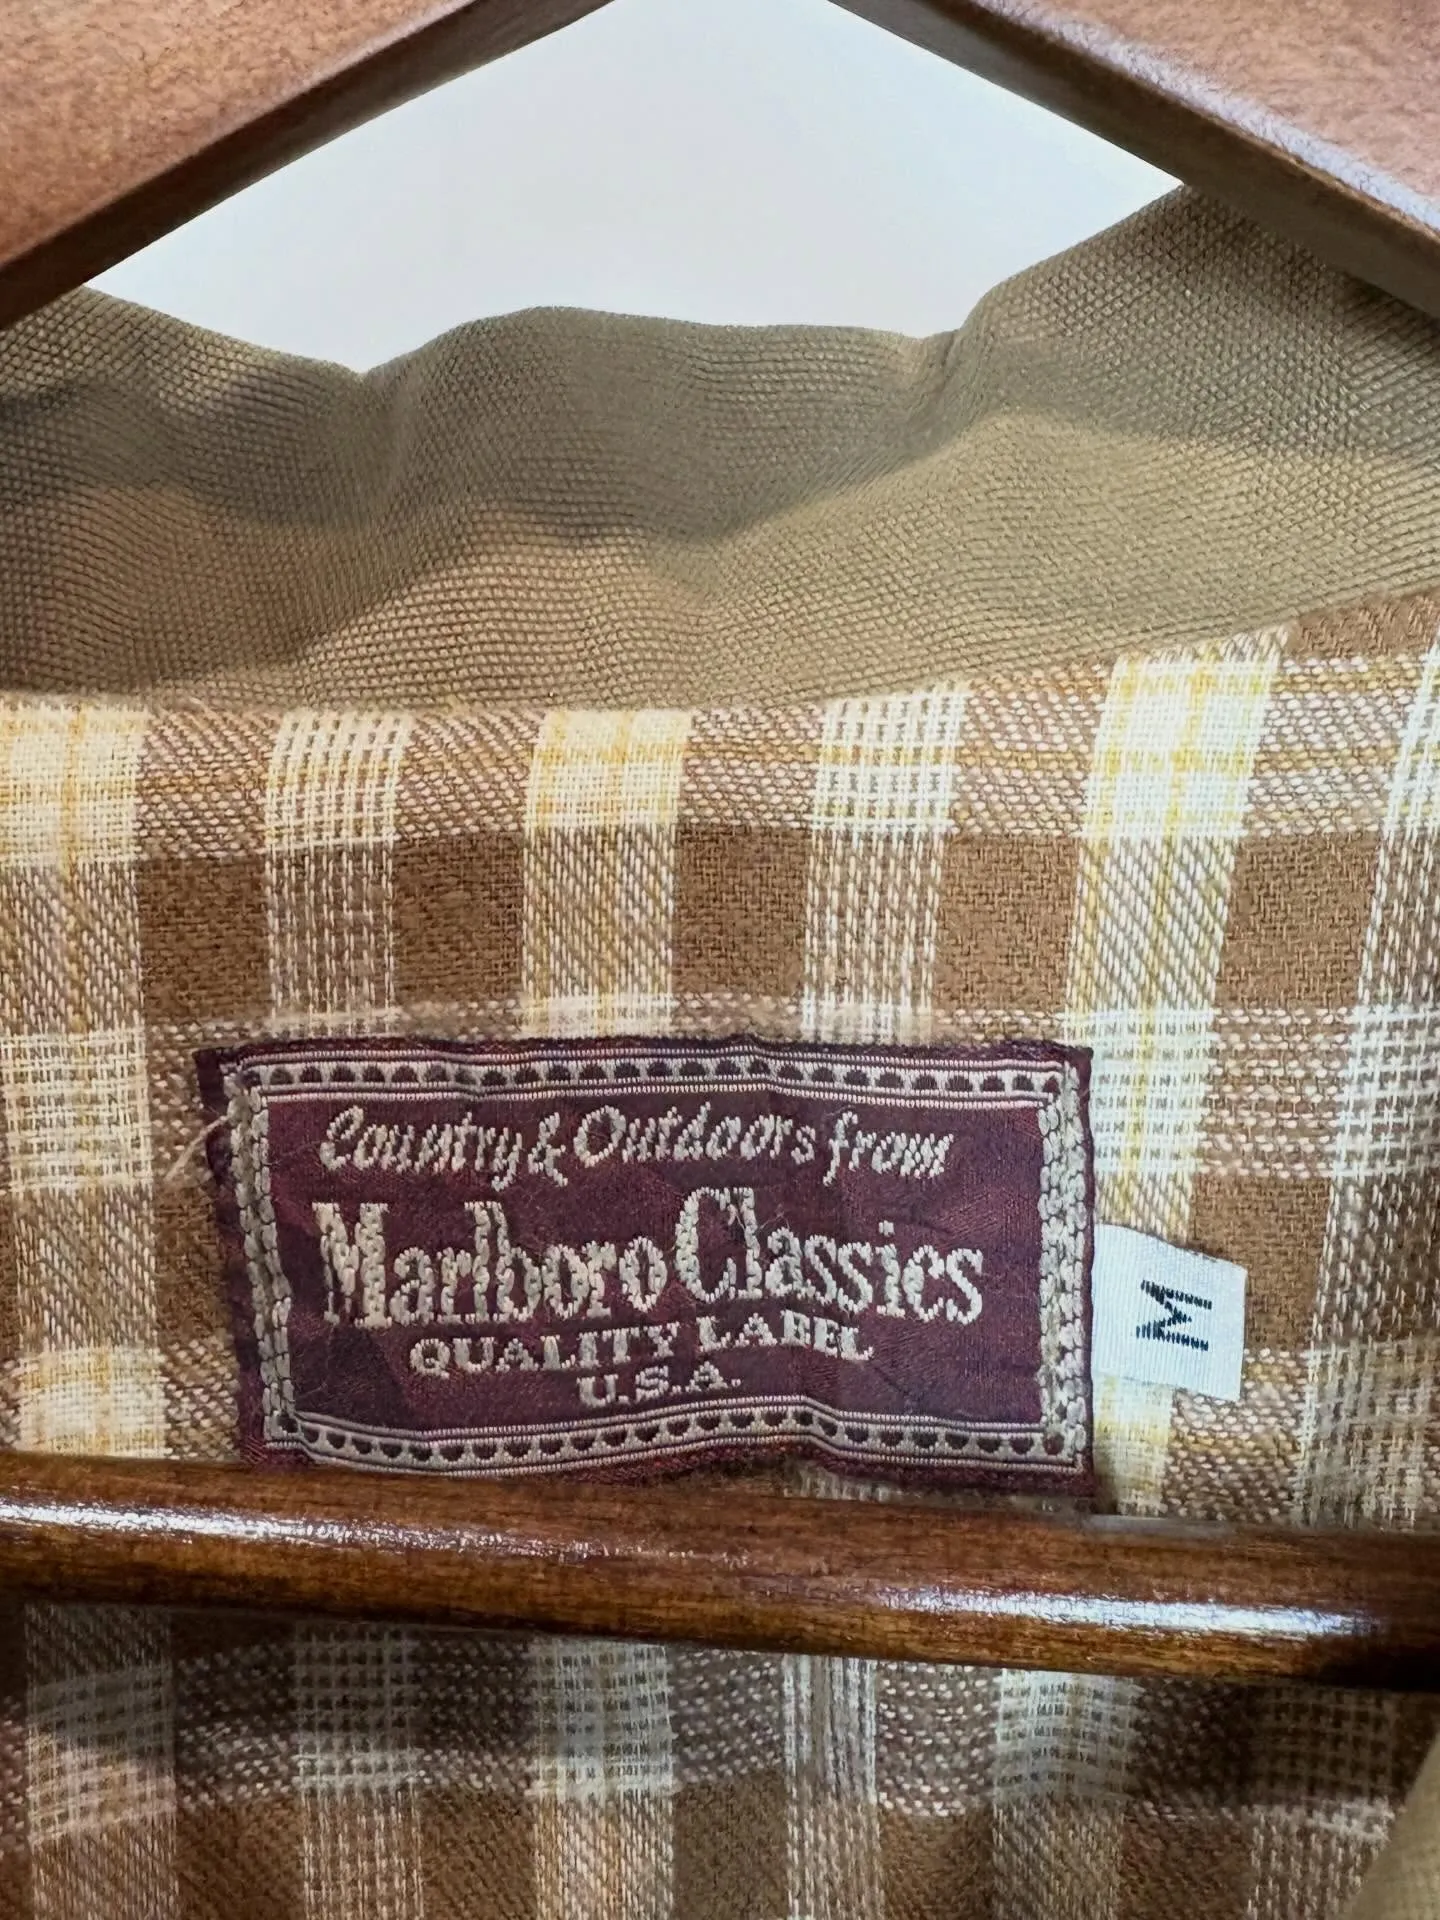 Country & Outdoors from
Marlboro Classics
QUALITY LABEL
U.S.A.
M